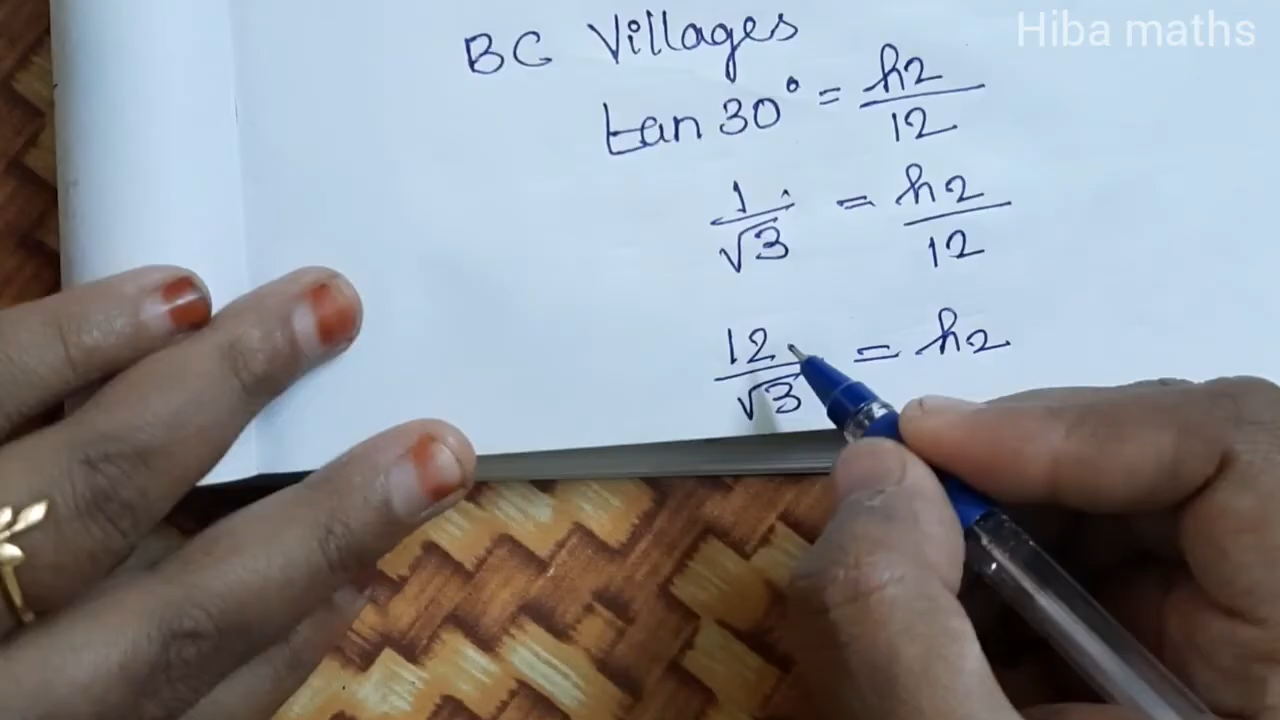 Hiba maths
BC Villages
tan 30° = h2/12
1/√3 = h2/12
12/√3 = h2